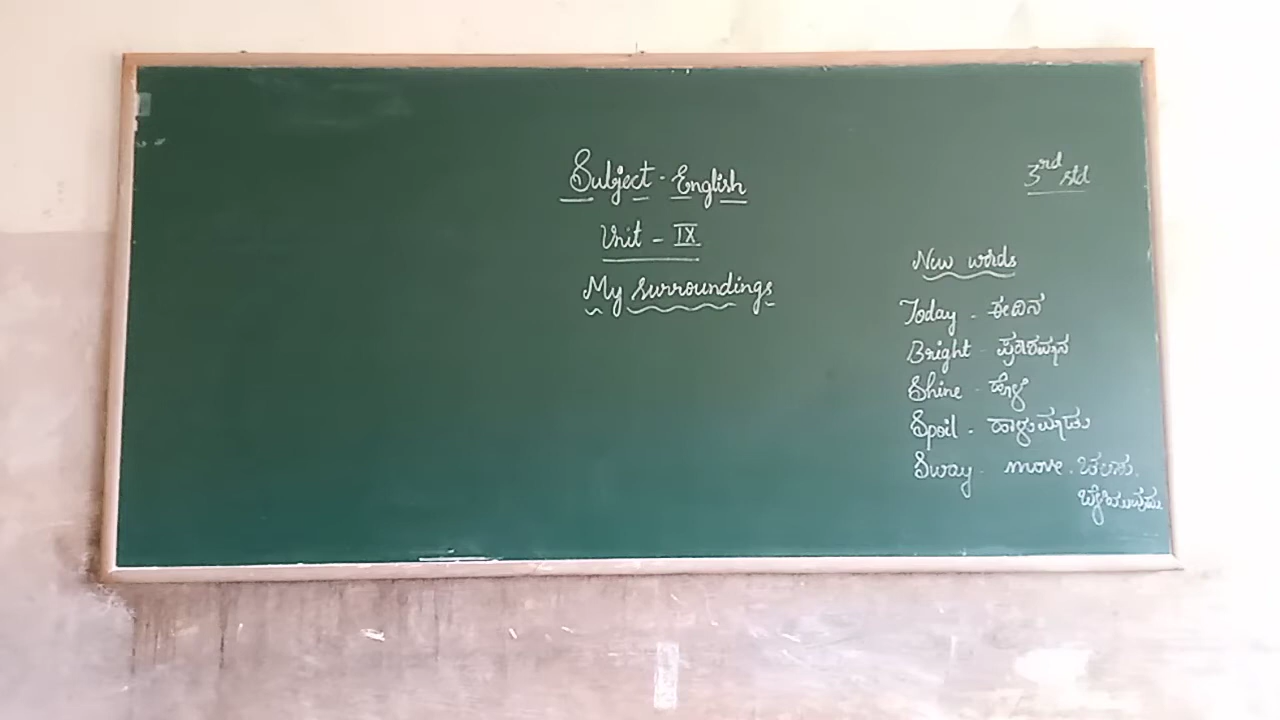 Subject - English
Unit - IX
My surroundings
3rd std
New words
Today - ಈದಿನ
Bright - ಪ್ರಕಾಶಮಾನ
Shine - ಹೊಳೆ
Spoil - ಹಾಳುಮಾಡು
Sway - move. ಚಲಿಸು.